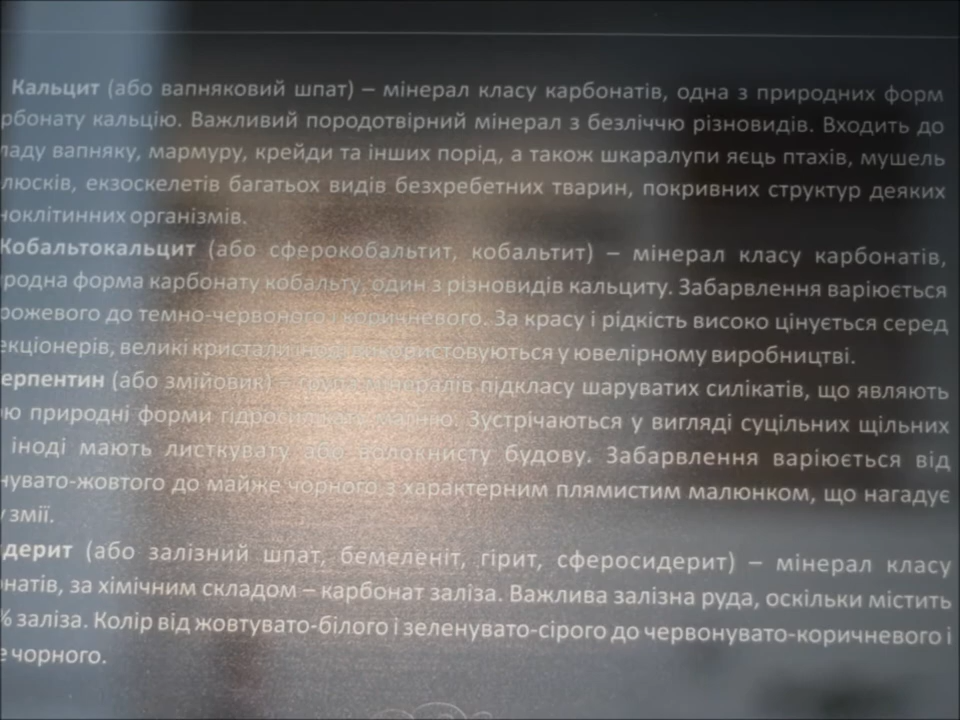 Кальцит (або вапняковий шпат) – мінерал класу карбонатів, одна з природних форм
рбонату кальцію. Важливий породотвірний мінерал з безліччю різновидів. Входить до
ладу вапняку, мармуру, крейди та інших порід, а також шкаралупи яєць птахів, мушель
люсків, екзоскелетів багатьох видів безхребетних тварин, покривних структур деяких
ноклітинних організмів.
Кобальтокальцит (або сферокобальтит, кобальтит) – мінерал класу карбонатів,
родна форма карбонату кобальту, один з різновидів кальциту. Забарвлення варіюється
рожевого до темно-червоного і коричневого. За красу і рідкість високо цінується серед
екціонерів, великі кристали іноді використовуються у ювелірному виробництві.
ерпентин (або змійовик) – група мінералів підкласу шаруватих силікатів, що являють
ою природні форми гідросилікату магнію. Зустрічаються у вигляді суцільних щільних
іноді мають листкувату або волокнисту будову. Забарвлення варіюється від
нувато-жовтого до майже чорного з характерним плямистим малюнком, що нагадує
у змії.
дерит (або залізний шпат, бемеленіт, гірит, сферосидерит) – мінерал класу
онатів, за хімічним складом – карбонат заліза. Важлива залізна руда, оскільки містить
% заліза. Колір від жовтувато-білого і зеленувато-сірого до червонувато-коричневого і
е чорного.